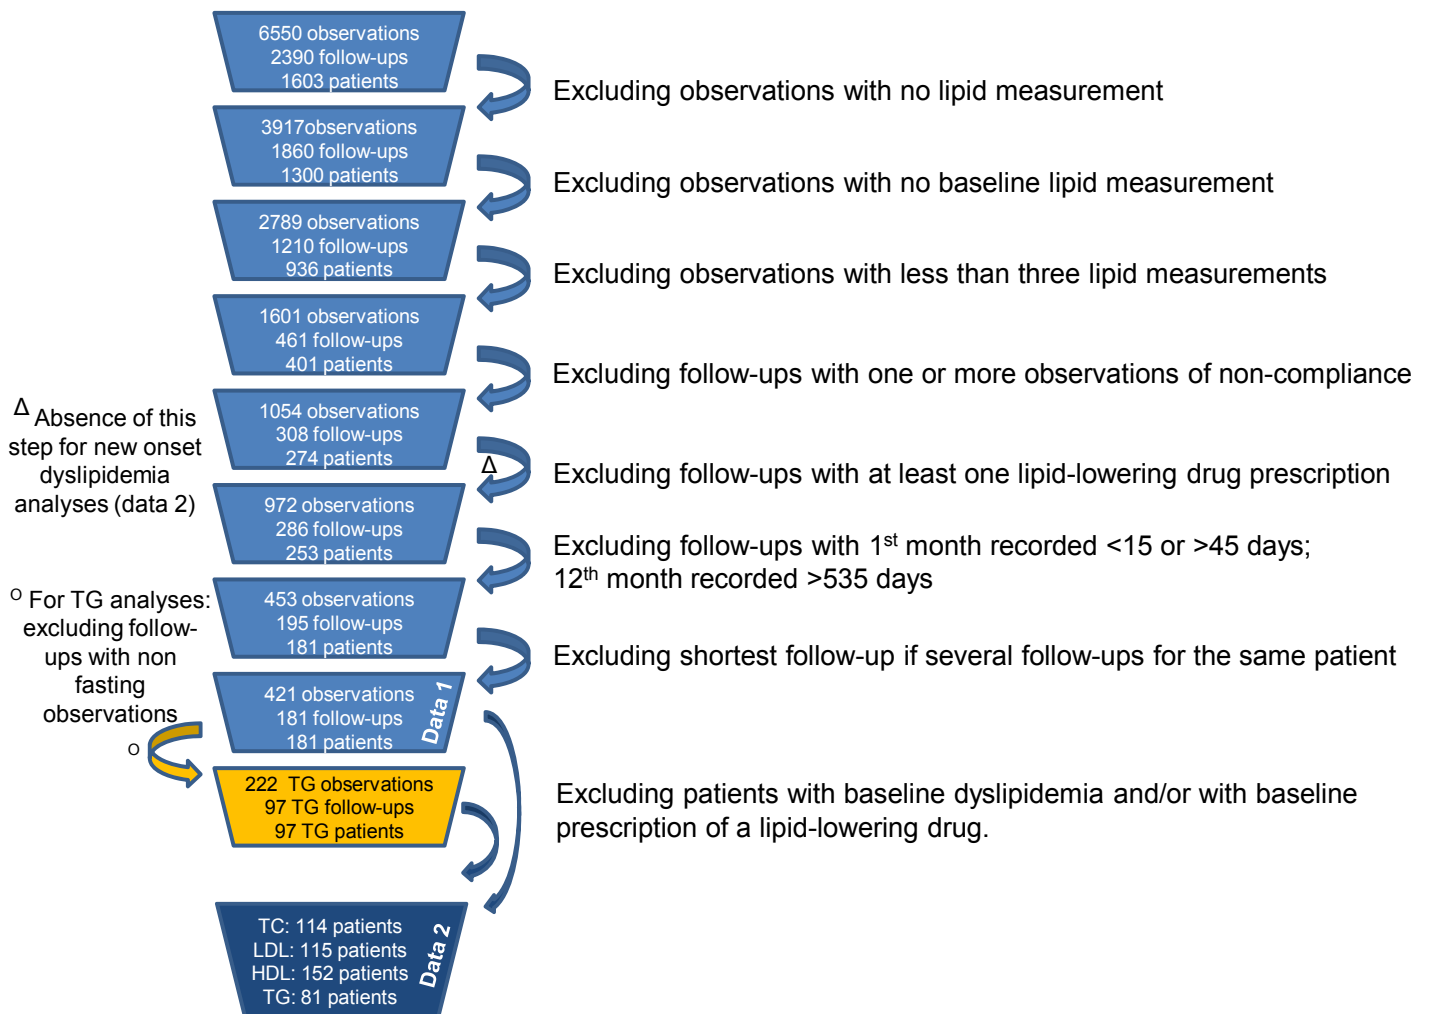 6550 observations
2390 follow-ups
1603 patients
Excluding observations with no lipid measurement
3917observations
1860 follow-ups
1300 patients
Excluding observations with no baseline lipid measurement
2789 observations
1210 follow-ups
936 patients
Excluding observations with less than three lipid measurements
1601 observations
461 follow-ups
401 patients
Excluding follow-ups with one or more observations of non-compliance
1054 observations
308 follow-ups
274 patients
Δ Absence of this
step for new onset
dyslipidemia
analyses (data 2)
Δ
Excluding follow-ups with at least one lipid-lowering drug prescription
972 observations
286 follow-ups
253 patients
Excluding follow-ups with 1st month recorded <15 or >45 days;
12th month recorded >535 days
453 observations
195 follow-ups
181 patients
O For TG analyses:
excluding follow-
ups with non
fasting
observations
O
Excluding shortest follow-up if several follow-ups for the same patient
421 observations
181 follow-ups
181 patients
Data 1
222 TG observations
97 TG follow-ups
97 TG patients
Excluding patients with baseline dyslipidemia and/or with baseline
prescription of a lipid-lowering drug.
TC: 114 patients
LDL: 115 patients
HDL: 152 patients
TG: 81 patients
Data 2